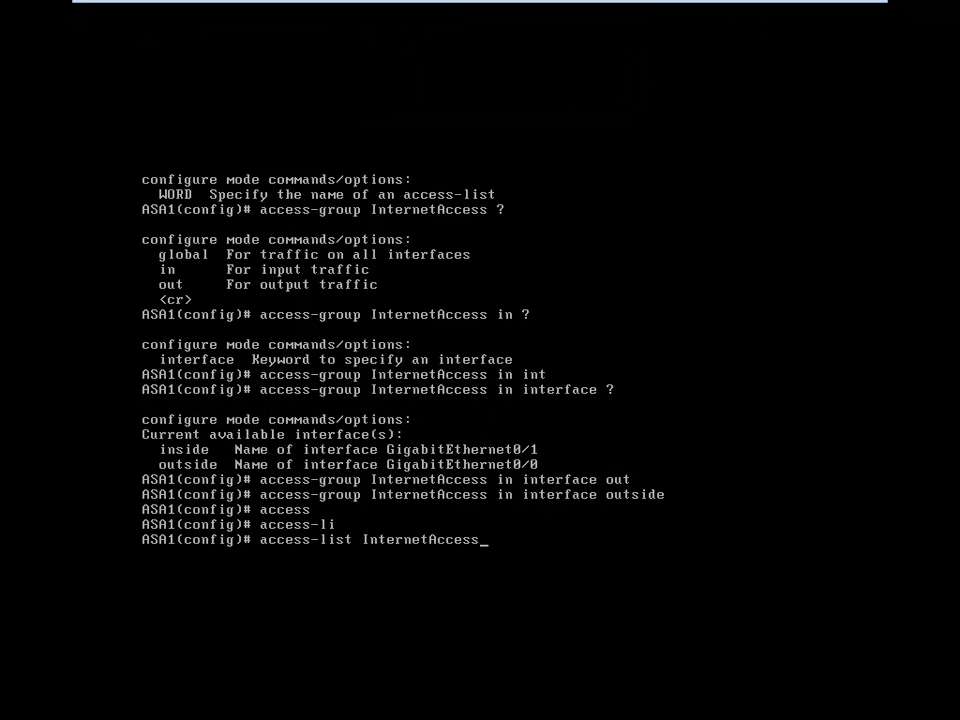 configure mode commands/options:
  WORD  Specify the name of an access-list
ASA1(config)# access-group InternetAccess ?
configure mode commands/options:
  global  For traffic on all interfaces
  in      For input traffic
  out     For output traffic
  <cr>
ASA1(config)# access-group InternetAccess in ?
configure mode commands/options:
  interface  Keyword to specify an interface
ASA1(config)# access-group InternetAccess in int
ASA1(config)# access-group InternetAccess in interface ?
configure mode commands/options:
Current available interface(s):
  inside   Name of interface GigabitEthernet0/1
  outside  Name of interface GigabitEthernet0/0
ASA1(config)# access-group InternetAccess in interface out
ASA1(config)# access-group InternetAccess in interface outside
ASA1(config)# access
ASA1(config)# access-li
ASA1(config)# access-list InternetAccess_